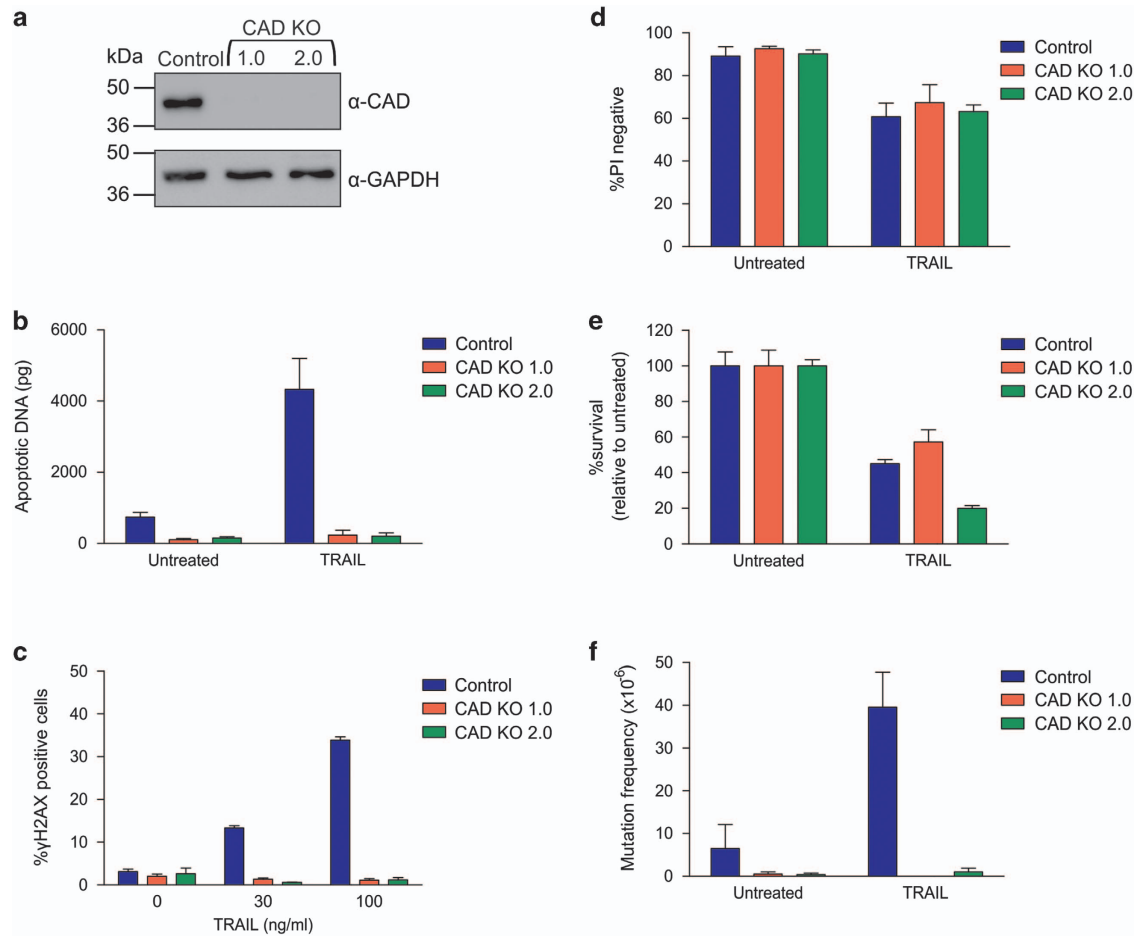 a
CAD KO
kDa Control 1.0 2.0
50
α-CAD
36
50
α-GAPDH
36
b
6000
4000
2000
0
Apoptotic DNA (pg)
Untreated TRAIL
Control
CAD KO 1.0
CAD KO 2.0
c
50
40
30
20
10
0
%γH2AX positive cells
0 30 100
TRAIL (ng/ml)
Control
CAD KO 1.0
CAD KO 2.0
d
100
80
60
40
20
0
%PI negative
Untreated TRAIL
Control
CAD KO 1.0
CAD KO 2.0
e
120
100
80
60
40
20
0
%survival
(relative to untreated)
Untreated TRAIL
Control
CAD KO 1.0
CAD KO 2.0
f
50
40
30
20
10
0
Mutation frequency (x10⁻⁶)
Untreated TRAIL
Control
CAD KO 1.0
CAD KO 2.0